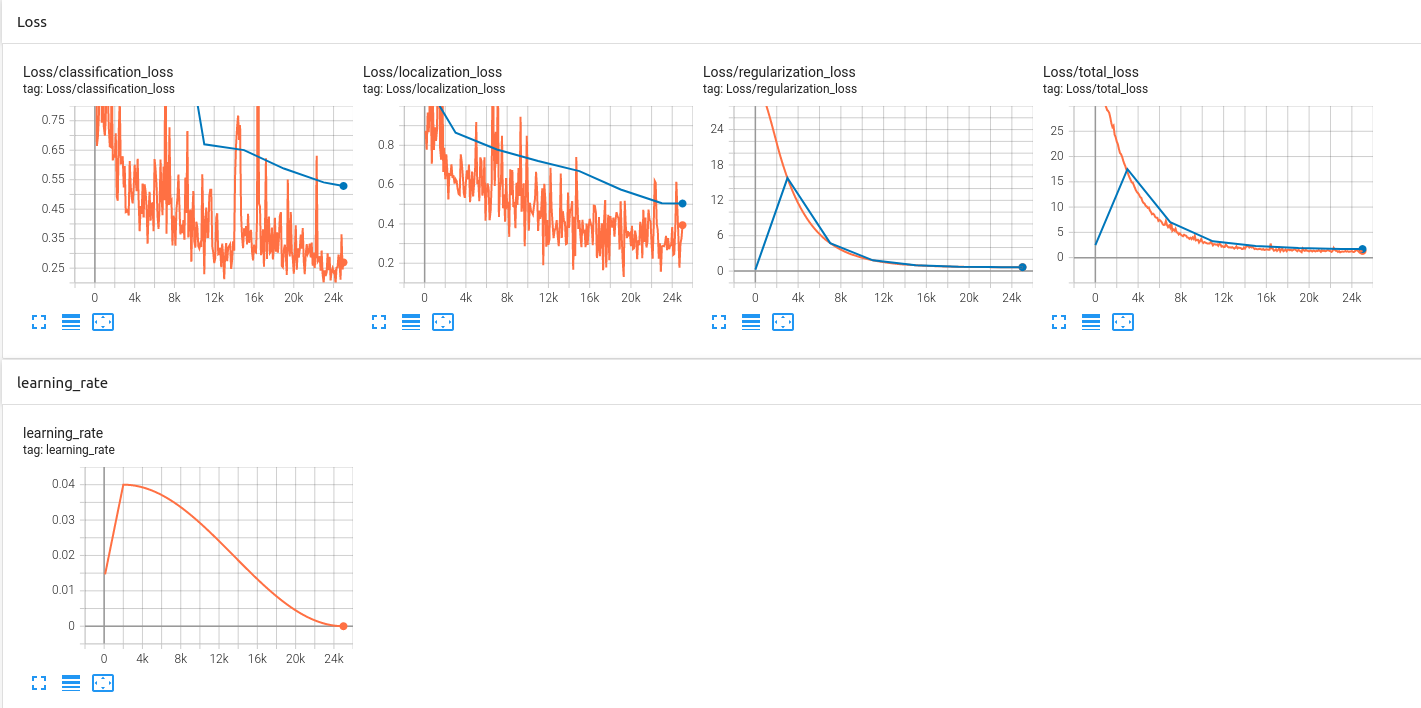 Loss
Loss/classification_loss
tag: Loss/classification_loss
0.75
0.65
0.55
0.45
0.35
0.25
0 4k 8k 12k 16k 20k 24k
Loss/localization_loss
tag: Loss/localization_loss
0.8
0.6
0.4
0.2
0 4k 8k 12k 16k 20k 24k
Loss/regularization_loss
tag: Loss/regularization_loss
24
18
12
6
0
0 4k 8k 12k 16k 20k 24k
Loss/total_loss
tag: Loss/total_loss
25
20
15
10
5
0
0 4k 8k 12k 16k 20k 24k
learning_rate
learning_rate
tag: learning_rate
0.04
0.03
0.02
0.01
0
0 4k 8k 12k 16k 20k 24k